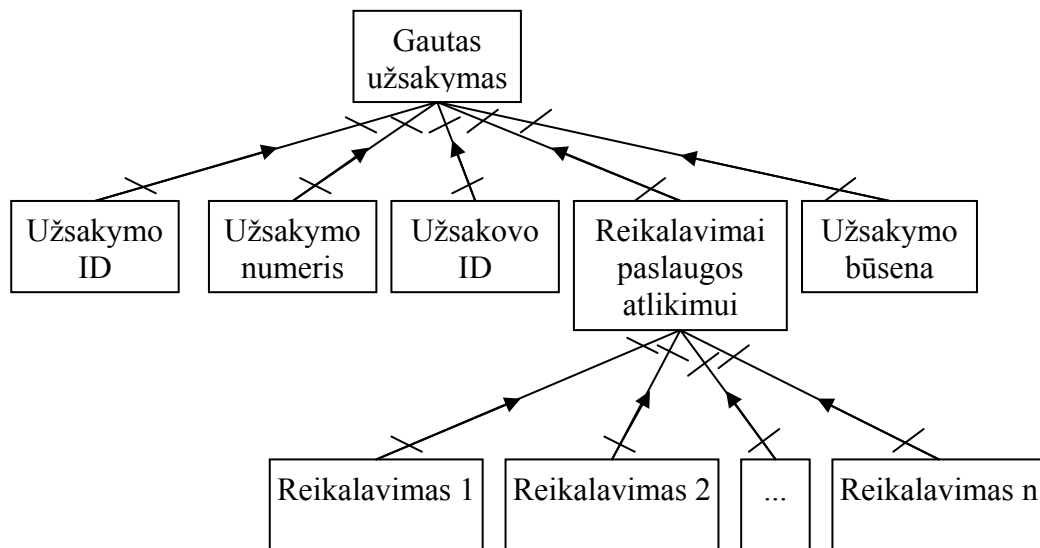 Gautas
užsakymas
Užsakymo
ID
Užsakymo
numeris
Užsakovo
ID
Reikalavimai
paslaugos
atlikimui
Užsakymo
būsena
Reikalavimas 1
Reikalavimas 2
...
Reikalavimas n